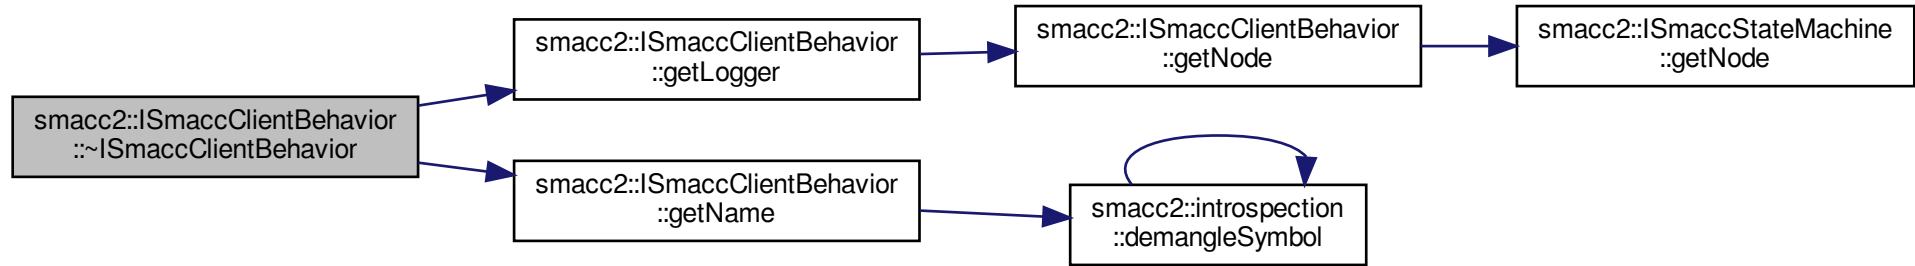 smacc2::ISmaccClientBehavior
::~ISmaccClientBehavior
smacc2::ISmaccClientBehavior
::getLogger
smacc2::ISmaccClientBehavior
::getNode
smacc2::ISmaccStateMachine
::getNode
smacc2::ISmaccClientBehavior
::getName
smacc2::introspection
::demangleSymbol